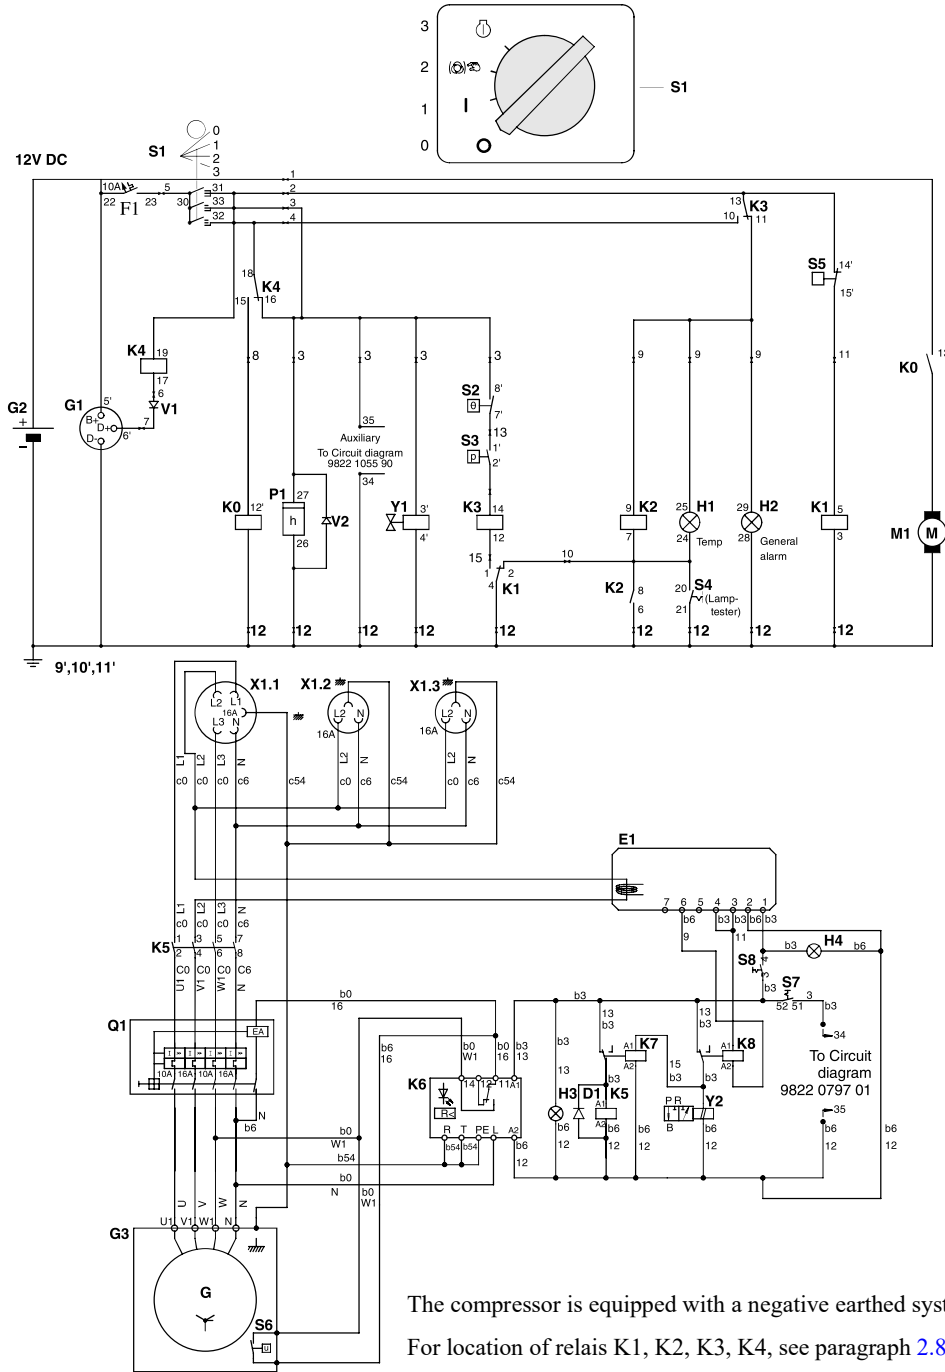 3
2
1
0
S1
12V DC
S1
0
1
2
3
10A
22
F1
23
5
30
31
33
32
1
2
3
4
13
K3
10
11
18
K4
15
16
S5
14'
15'
K4
19
17
6
V1
8
3
3
3
3
9
9
9
11
K0
13
G2
+
-
G1
5'
B+
D+
D-
6'
7
35
Auxiliary
To Circuit diagram
9822 1055 90
34
S2
8'
θ
7'
13
S3
1'
p
2'
K0
12'
P1
27
h
26
V2
Y1
3'
4'
K3
14
12
9
K2
7
25
H1
24
Temp
29
H2
28
General
alarm
K1
5
3
M1
M
15
1
2
4
K1
10
K2
8
6
20
S4
21
(Lamp-
tester)
12
12
12
12
12
12
12
12
12
9',10',11'
X1.1
L2
L1
16A
L3
N
X1.2
L2
N
16A
X1.3
L2
N
16A
L1
L2
L3
N
c0
c0
c0
c6
c54
L2
N
c0
c6
c54
L2
N
c0
c6
c54
E1
7
6
5
4
3
2
1
b6
b3
b3
b6
b3
9
11
L1
L2
L3
N
c0
c0
c0
c6
K5
1
3
5
7
2
4
6
8
C0
C0
C0
C6
U1
V1
W1
N
b3
H4
b6
S8
4
3
b3
S7
3
52
51
b3
34
To Circuit
diagram
9822 0797 01
35
b6
12
b6
12
Q1
EA
I
»
I
»
I
»
I
»
10A
16A
10A
16A
b0
16
b6
16
b0
W1
b0
16
b3
13
K6
14
12
11
A1
R<
R
T
PE
L
A2
b54
b54
b6
12
b3
13
H3
b6
12
13
b3
D1
K5
A1
A2
b6
12
K7
A1
A2
b6
12
15
b3
13
b3
K8
A1
A2
b3
P R
B
Y2
b6
12
N
b6
b0
W1
b54
b0
N
b0
W1
U
V
W
N
U1
V1
W1
N
G3
G
S6
u
The compressor is equipped with a negative earthed syst
For location of relais K1, K2, K3, K4, see paragraph 2.8